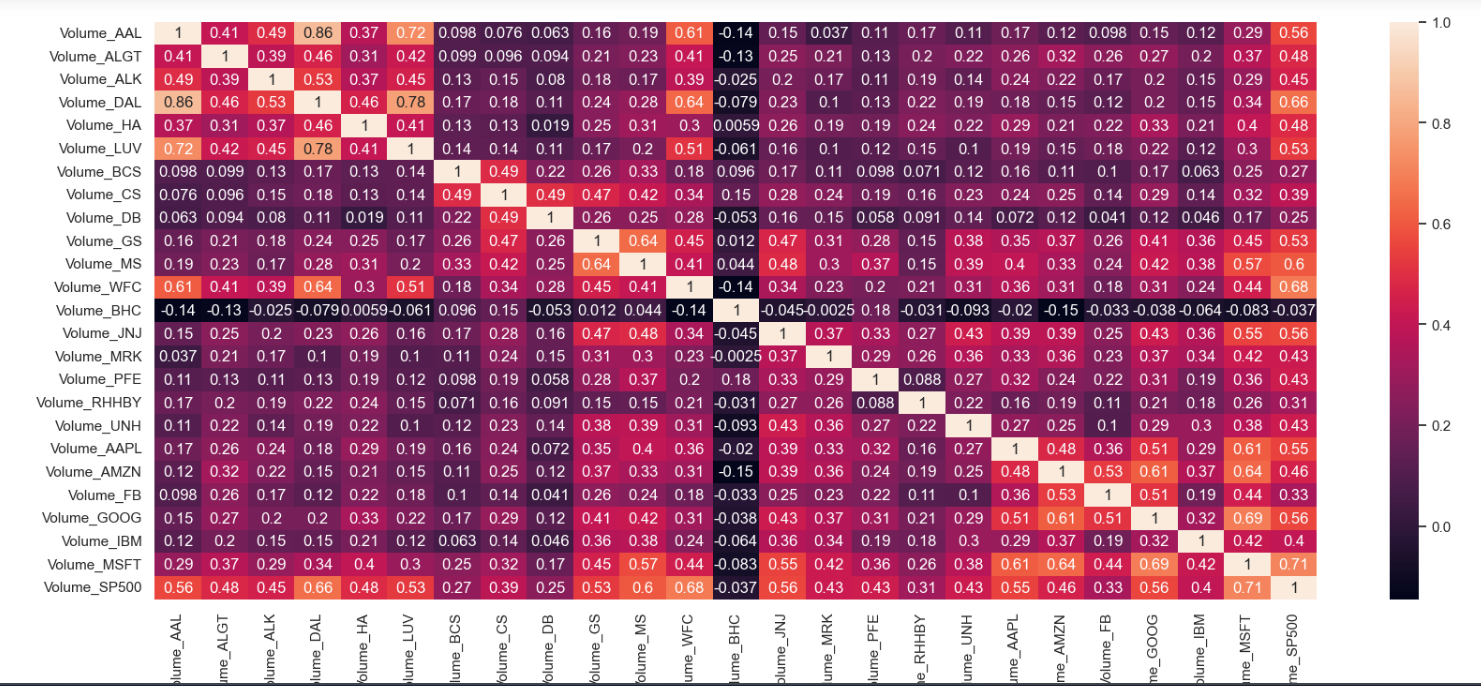 Volume_AAL 1 0.41 0.49 0.86 0.37 0.72 0.098 0.076 0.063 0.16 0.19 0.61 -0.14 0.15 0.037 0.11 0.17 0.11 0.17 0.12 0.098 0.15 0.12 0.29 0.56 1.0
Volume_ALGT 0.41 1 0.39 0.46 0.31 0.42 0.099 0.096 0.094 0.21 0.23 0.41 -0.13 0.25 0.21 0.13 0.2 0.22 0.26 0.32 0.26 0.27 0.2 0.37 0.48
Volume_ALK 0.49 0.39 1 0.53 0.37 0.45 0.13 0.15 0.08 0.18 0.17 0.39 -0.025 0.2 0.17 0.11 0.19 0.14 0.24 0.22 0.17 0.2 0.15 0.29 0.45
Volume_DAL 0.86 0.46 0.53 1 0.46 0.78 0.17 0.18 0.11 0.24 0.28 0.64 -0.079 0.23 0.1 0.13 0.22 0.19 0.18 0.15 0.12 0.2 0.15 0.34 0.66
Volume_HA 0.37 0.31 0.37 0.46 1 0.41 0.13 0.13 0.019 0.25 0.31 0.3 0.0059 0.26 0.19 0.19 0.24 0.22 0.29 0.21 0.22 0.33 0.21 0.4 0.48 0.8
Volume_LUV 0.72 0.42 0.45 0.78 0.41 1 0.14 0.14 0.11 0.17 0.2 0.51 -0.061 0.16 0.1 0.12 0.15 0.1 0.19 0.15 0.18 0.22 0.12 0.3 0.53
Volume_BCS 0.098 0.099 0.13 0.17 0.13 0.14 1 0.49 0.22 0.26 0.33 0.18 0.096 0.17 0.11 0.098 0.071 0.12 0.16 0.11 0.1 0.17 0.063 0.25 0.27
Volume_CS 0.076 0.096 0.15 0.18 0.13 0.14 0.49 1 0.49 0.47 0.42 0.34 0.15 0.28 0.24 0.19 0.16 0.23 0.24 0.25 0.14 0.29 0.14 0.32 0.39
Volume_DB 0.063 0.094 0.08 0.11 0.019 0.11 0.22 0.49 1 0.26 0.25 0.28 -0.053 0.16 0.15 0.058 0.091 0.14 0.072 0.12 0.041 0.12 0.046 0.17 0.25 0.6
Volume_GS 0.16 0.21 0.18 0.24 0.25 0.17 0.26 0.47 0.26 1 0.64 0.45 0.012 0.47 0.31 0.28 0.15 0.38 0.35 0.37 0.26 0.41 0.36 0.45 0.53
Volume_MS 0.19 0.23 0.17 0.28 0.31 0.2 0.33 0.42 0.25 0.64 1 0.41 0.044 0.48 0.3 0.37 0.15 0.39 0.4 0.33 0.24 0.42 0.38 0.57 0.6
Volume_WFC 0.61 0.41 0.39 0.64 0.3 0.51 0.18 0.34 0.28 0.45 0.41 1 -0.14 0.34 0.23 0.2 0.21 0.31 0.36 0.31 0.18 0.31 0.24 0.44 0.68
Volume_BHC -0.14 -0.13 -0.025 -0.079 0.0059 -0.061 0.096 0.15 -0.053 0.012 0.044 -0.14 1 -0.045 -0.0025 0.18 -0.031 -0.093 -0.02 -0.15 -0.033 -0.038 -0.064 -0.083 -0.037
Volume_JNJ 0.15 0.25 0.2 0.23 0.26 0.16 0.17 0.28 0.16 0.47 0.48 0.34 -0.045 1 0.37 0.33 0.27 0.43 0.39 0.39 0.25 0.43 0.36 0.55 0.56 0.4
Volume_MRK 0.037 0.21 0.17 0.1 0.19 0.1 0.11 0.24 0.15 0.31 0.3 0.23 -0.0025 0.37 1 0.29 0.26 0.36 0.33 0.36 0.23 0.37 0.34 0.42 0.43
Volume_PFE 0.11 0.13 0.11 0.13 0.19 0.12 0.098 0.19 0.058 0.28 0.37 0.2 0.18 0.33 0.29 1 0.088 0.27 0.32 0.24 0.22 0.31 0.19 0.36 0.43
Volume_RHHBY 0.17 0.2 0.19 0.22 0.24 0.15 0.071 0.16 0.091 0.15 0.15 0.21 -0.031 0.27 0.26 0.088 1 0.22 0.16 0.19 0.11 0.21 0.18 0.26 0.31
Volume_UNH 0.11 0.22 0.14 0.19 0.22 0.1 0.12 0.23 0.14 0.38 0.39 0.31 -0.093 0.43 0.36 0.27 0.22 1 0.27 0.25 0.1 0.29 0.3 0.38 0.43 0.2
Volume_AAPL 0.17 0.26 0.24 0.18 0.29 0.19 0.16 0.24 0.072 0.35 0.4 0.36 -0.02 0.39 0.33 0.32 0.16 0.27 1 0.48 0.36 0.51 0.29 0.61 0.55
Volume_AMZN 0.12 0.32 0.22 0.15 0.21 0.15 0.11 0.25 0.12 0.37 0.33 0.31 -0.15 0.39 0.36 0.24 0.19 0.25 0.48 1 0.53 0.61 0.37 0.64 0.46
Volume_FB 0.098 0.26 0.17 0.12 0.22 0.18 0.1 0.14 0.041 0.26 0.24 0.18 -0.033 0.25 0.23 0.22 0.11 0.1 0.36 0.53 1 0.51 0.19 0.44 0.33
Volume_GOOG 0.15 0.27 0.2 0.2 0.33 0.22 0.17 0.29 0.12 0.41 0.42 0.31 -0.038 0.43 0.37 0.31 0.21 0.29 0.51 0.61 0.51 1 0.32 0.69 0.56 0.0
Volume_IBM 0.12 0.2 0.15 0.15 0.21 0.12 0.063 0.14 0.046 0.36 0.38 0.24 -0.064 0.36 0.34 0.19 0.18 0.3 0.29 0.37 0.19 0.32 1 0.42 0.4
Volume_MSFT 0.29 0.37 0.29 0.34 0.4 0.3 0.25 0.32 0.17 0.45 0.57 0.44 -0.083 0.55 0.42 0.36 0.26 0.38 0.61 0.64 0.44 0.69 0.42 1 0.71
Volume_SP500 0.56 0.48 0.45 0.66 0.48 0.53 0.27 0.39 0.25 0.53 0.6 0.68 -0.037 0.56 0.43 0.43 0.31 0.43 0.55 0.46 0.33 0.56 0.4 0.71 1
olume_AAL
ume_ALGT
olume_ALK
olume_DAL
Volume_HA
olume_LUV
olume_BCS
Volume_CS
Volume_DB
Volume_GS
Volume_MS
lume_WFC
lume_BHC
olume_JNJ
lume_MRK
olume_PFE
e_RHHBY
lume_UNH
ume_AAPL
me_AMZN
Volume_FB
me_GOOG
olume_IBM
me_MSFT
me_SP500